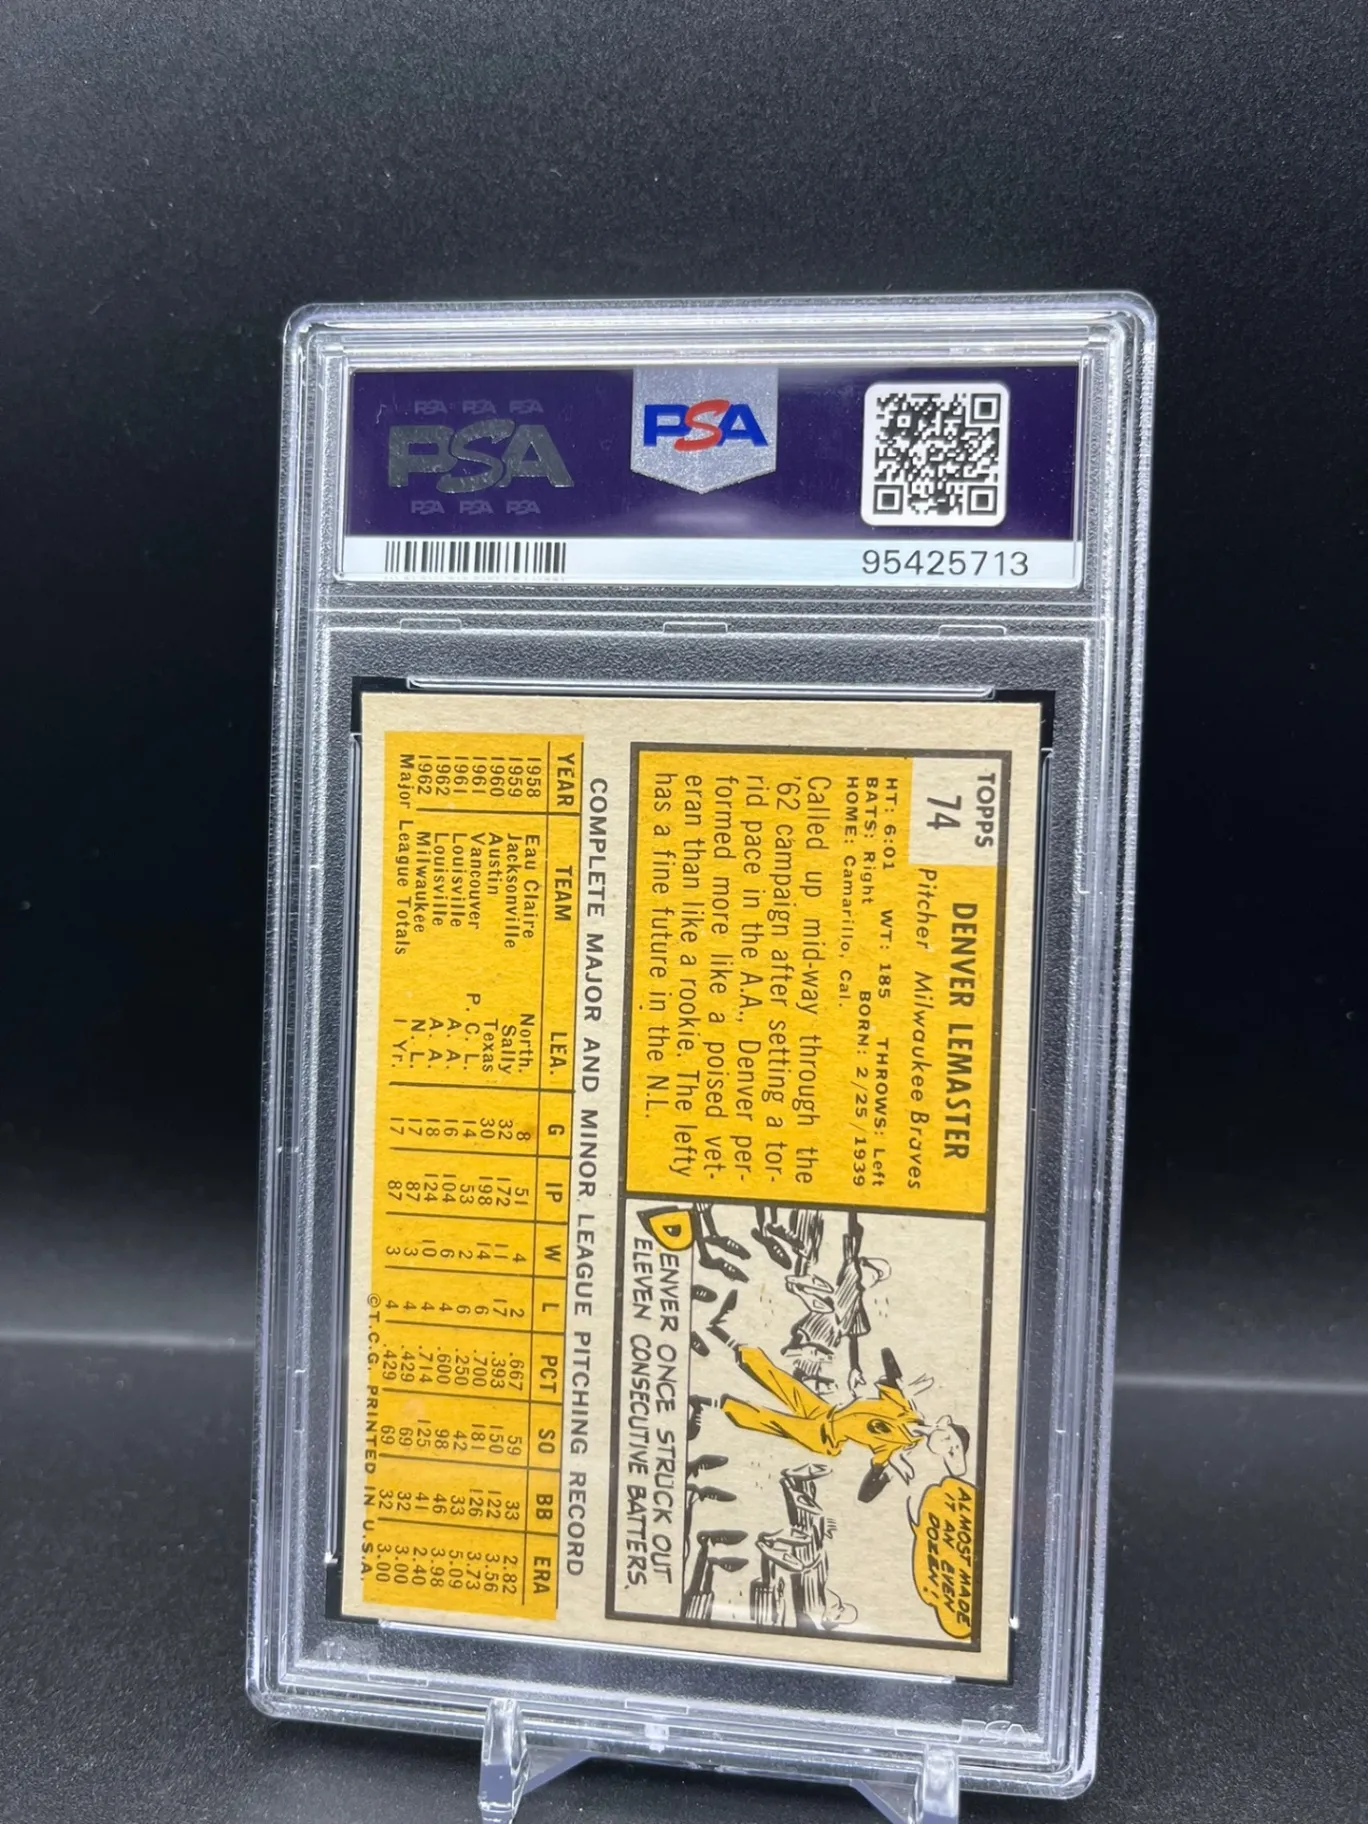 PSA PSA PSA
PSA
PSA PSA PSA
PSA
95425713
TOPPS
74
DENVER LEMASTER
Pitcher Milwaukee Braves
HT: 6:01 WT: 185 THROWS: Left
BATS: Right BORN: 2/25/1939
HOME: Camarillo, Cal.
Called up mid-way through the
'62 campaign after setting a tor-
rid pace in the A.A., Denver per-
formed more like a poised vet-
eran than like a rookie. The lefty
has a fine future in the N.L.
ALMOST MADE
IT AN EVEN
DOZEN!
DENVER ONCE STRUCK OUT
ELEVEN CONSECUTIVE BATTERS.
COMPLETE MAJOR AND MINOR LEAGUE PITCHING RECORD
YEAR TEAM LEA. G IP W L PCT SO BB ERA
1958 Eau Claire North. 8 51 4 2 .667 59 33 2.82
1959 Jacksonville Sally 32 172 11 17 .393 150 122 3.56
1960 Austin Texas 30 198 14 6 .700 181 126 3.73
1961 Vancouver P. C. L. 14 53 2 6 .250 42 33 5.09
1961 Louisville A. A. 16 104 6 4 .600 98 46 3.98
1962 Louisville A. A. 18 124 10 4 .714 125 41 2.40
1962 Milwaukee N. L. 17 87 3 4 .429 69 32 3.00
Major League Totals 1 Yr. 17 87 3 4 .429 69 32 3.00
©T.C.G. PRINTED IN U.S.A
PSA